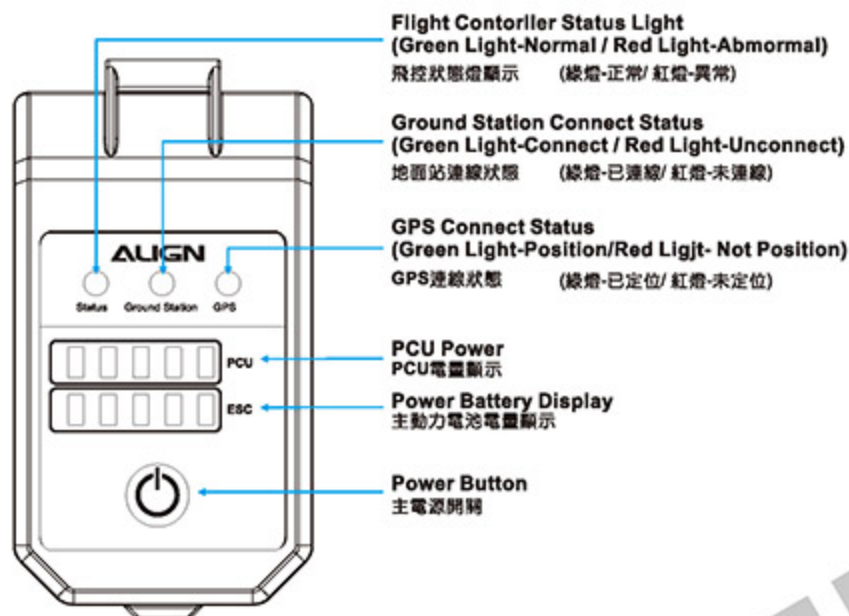 Flight Contorller Status Light
(Green Light-Normal / Red Light-Abmormal)
飛控狀態燈顯示 (綠燈-正常/ 紅燈-異常)
Ground Station Connect Status
(Green Light-Connect / Red Light-Unconnect)
地面站連線狀態 (綠燈-已連線/ 紅燈-未連線)
GPS Connect Status
(Green Light-Position/Red Ligjt- Not Position)
GPS連線狀態 (綠燈-已定位/ 紅燈-未定位)
ALIGN
Status Ground Station GPS
PCU
PCU Power
PCU電量顯示
ESC
Power Battery Display
主動力電池電量顯示
Power Button
主電源開關